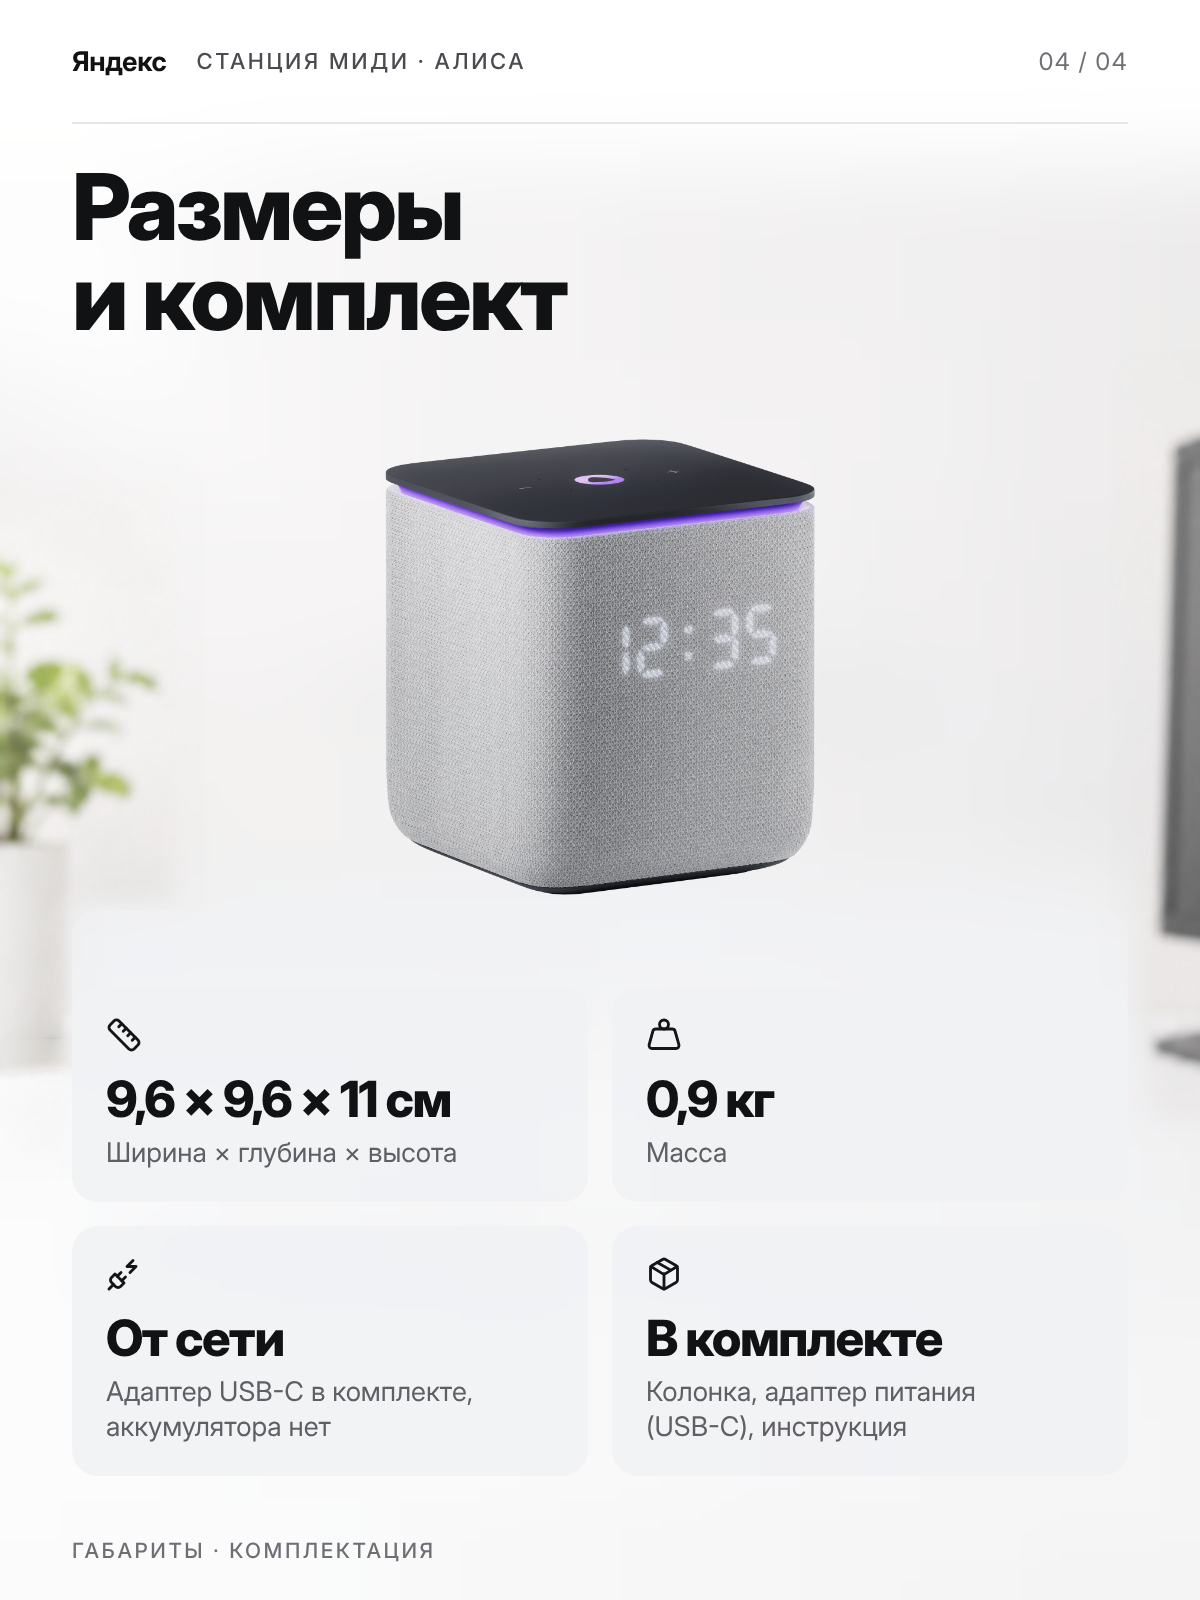 Яндекс СТАНЦИЯ МИДИ · АЛИСА 04 / 04
Размеры
и комплект
12:35
9,6 × 9,6 × 11 см
Ширина × глубина × высота
0,9 кг
Масса
От сети
Адаптер USB-C в комплекте,
аккумулятора нет
В комплекте
Колонка, адаптер питания
(USB-C), инструкция
ГАБАРИТЫ · КОМПЛЕКТАЦИЯ